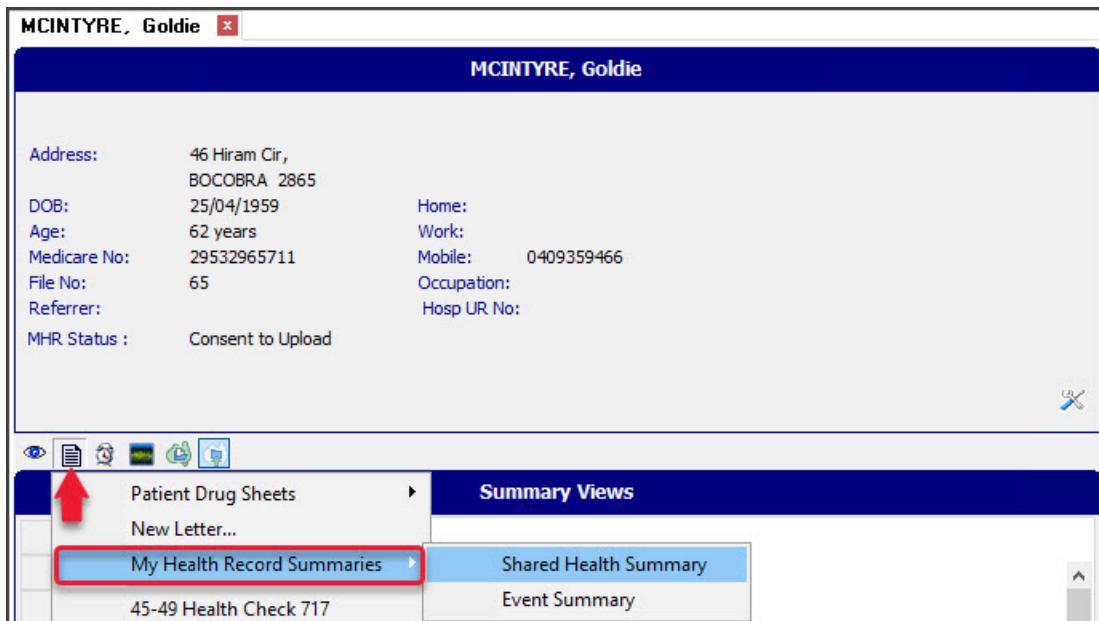 MCINTYRE, Goldie
MCINTYRE, Goldie
Address: 46 Hiram Cir,
BOCOBRA 2865
DOB: 25/04/1959 Home:
Age: 62 years Work:
Medicare No: 29532965711 Mobile: 0409359466
File No: 65 Occupation:
Referrer: Hosp UR No:
MHR Status : Consent to Upload
Patient Drug Sheets
Summary Views
New Letter...
My Health Record Summaries
Shared Health Summary
Event Summary
45-49 Health Check 717